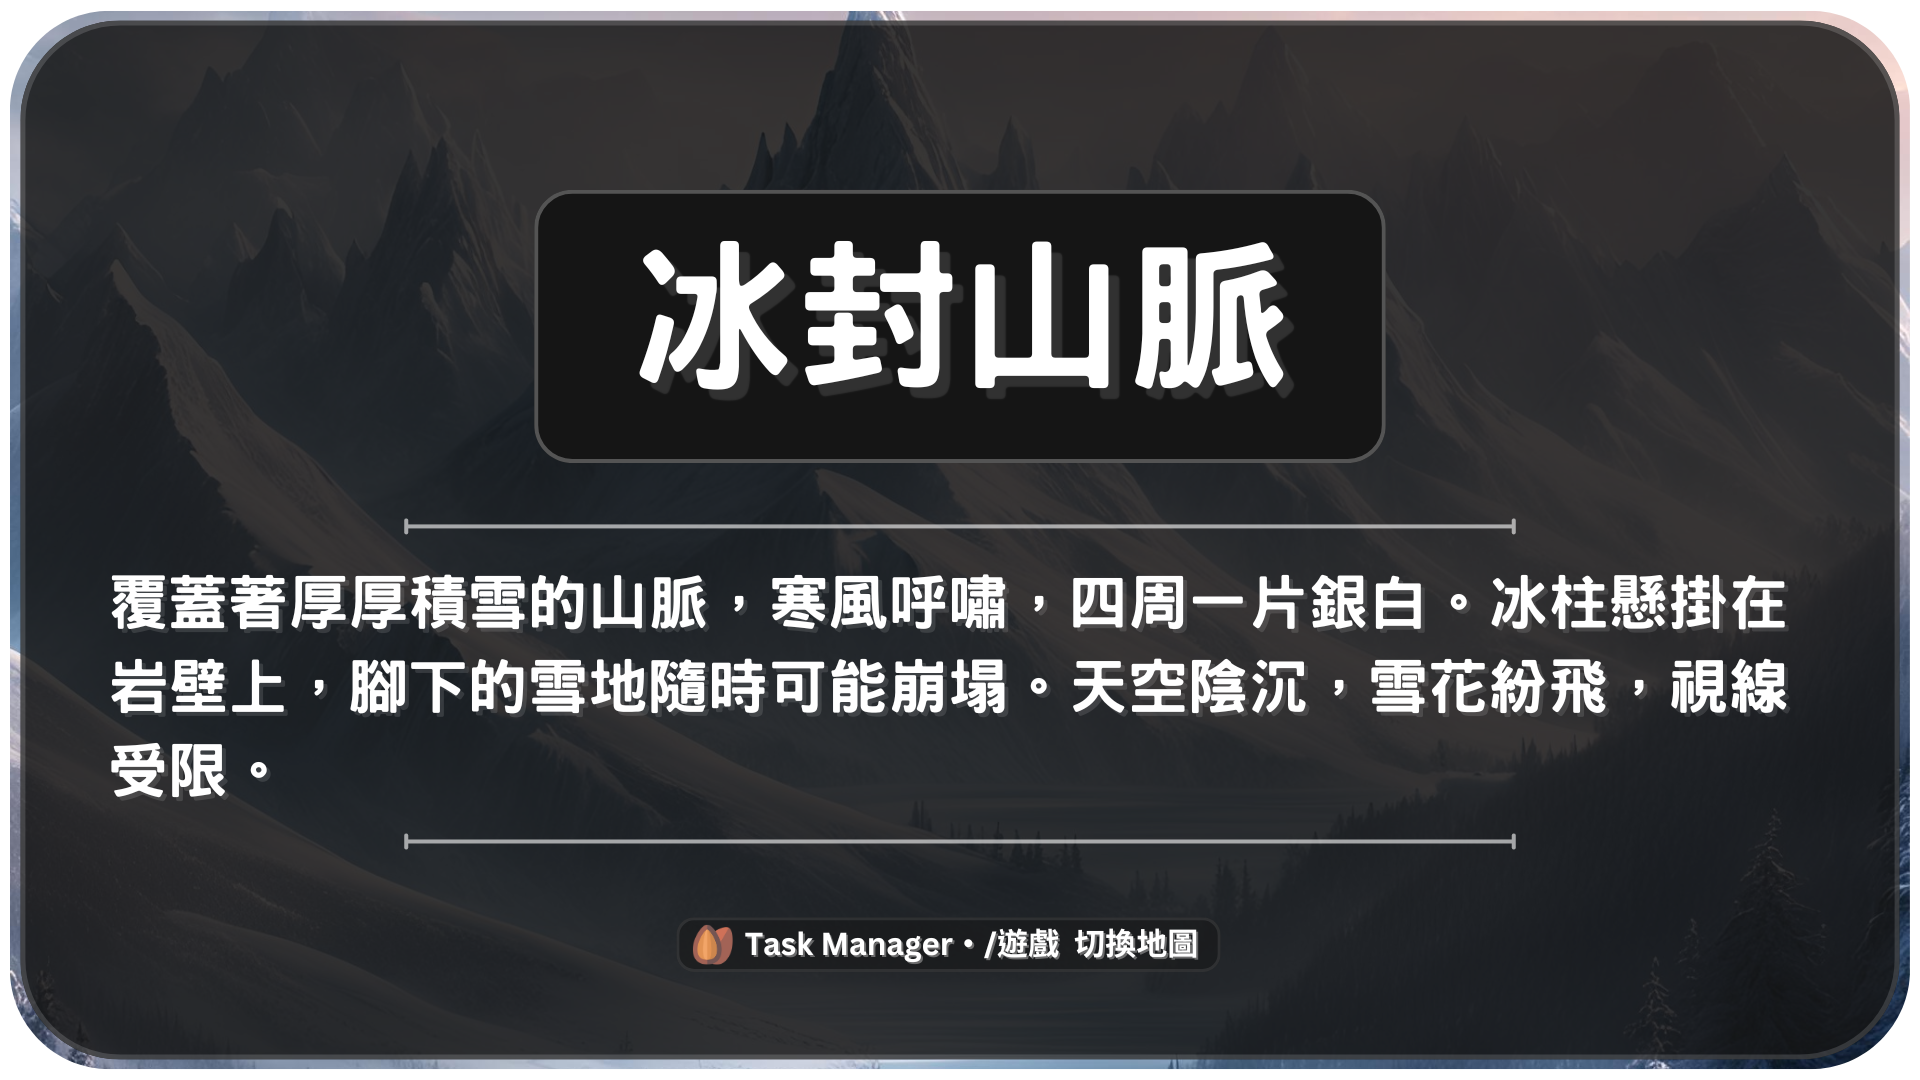 冰封山脈
覆蓋著厚厚積雪的山脈，寒風呼嘯，四周一片銀白。冰柱懸掛在
岩壁上，腳下的雪地隨時可能崩塌。天空陰沉，雪花紛飛，視線
受限。
Task Manager • /遊戲 切換地圖